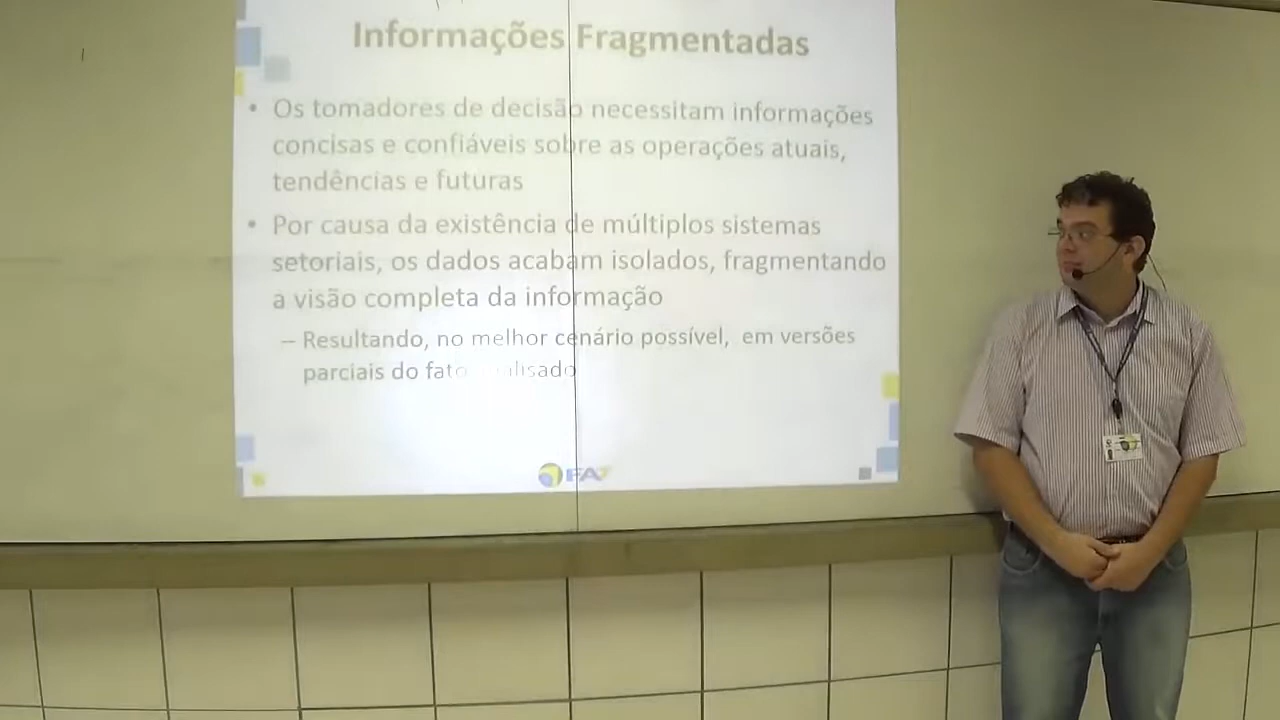 Informações Fragmentadas
• Os tomadores de decisão necessitam informações
concisas e confiáveis sobre as operações atuais,
tendências e futuras
• Por causa da existência de múltiplos sistemas
setoriais, os dados acabam isolados, fragmentando
a visão completa da informação
– Resultando, no melhor cenário possível, em versões
parciais do fato analisado
FA7